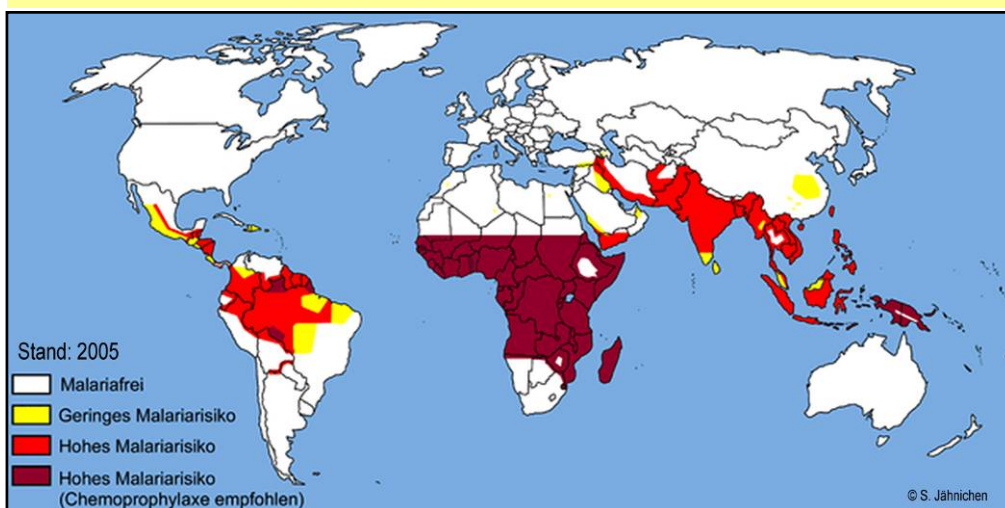 Stand: 2005
Malariafrei
Geringes Malariarisiko
Hohes Malariarisiko
Hohes Malariarisiko
(Chemoprophylaxe empfohlen)
© S. Jähnichen